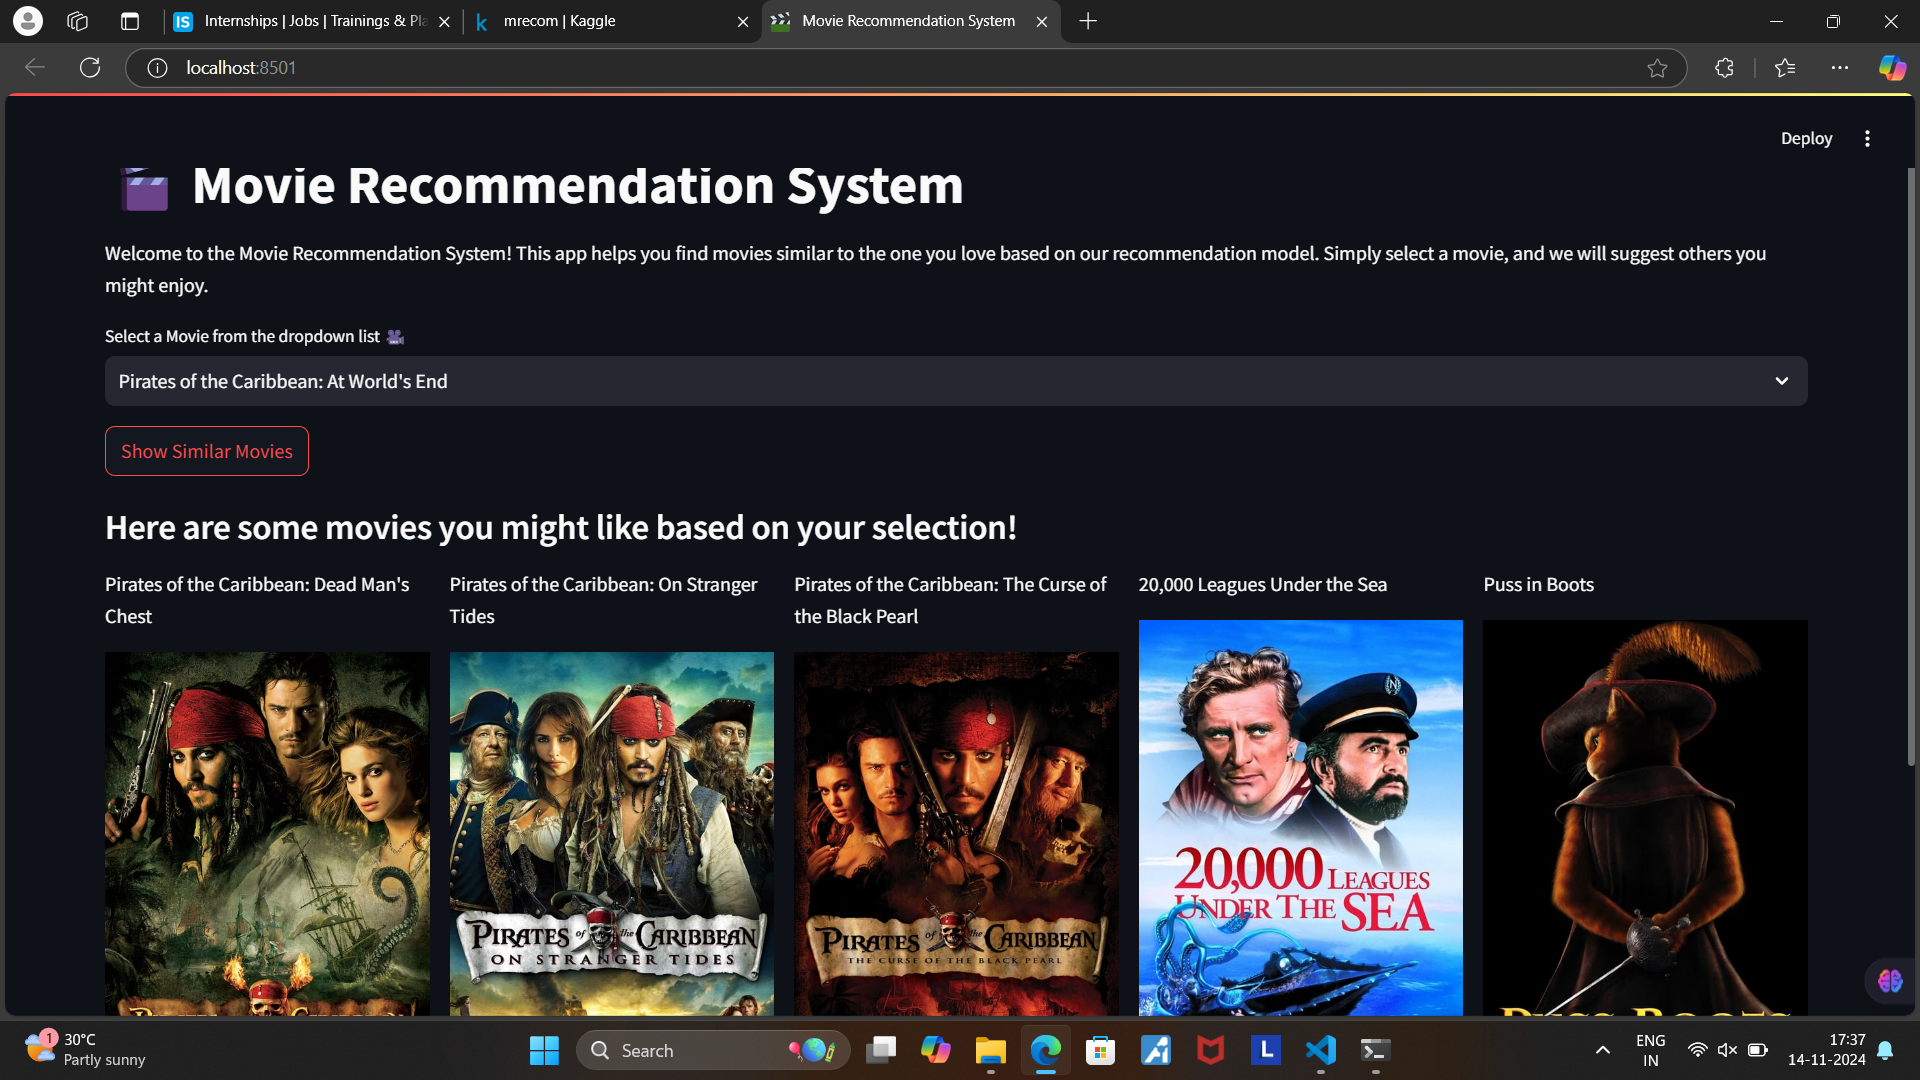 Internships | Jobs | Trainings & Pla
mrecom | Kaggle
Movie Recommendation System
localhost:8501
Deploy
Movie Recommendation System
Welcome to the Movie Recommendation System! This app helps you find movies similar to the one you love based on our recommendation model. Simply select a movie, and we will suggest others you
might enjoy.
Select a Movie from the dropdown list
Pirates of the Caribbean: At World's End
Show Similar Movies
Here are some movies you might like based on your selection!
Pirates of the Caribbean: Dead Man's
Chest
Pirates of the Caribbean: On Stranger
Tides
Pirates of the Caribbean: The Curse of
the Black Pearl
20,000 Leagues Under the Sea
Puss in Boots
PIRATES of the CARIBBEAN
ON STRANGER TIDES
PIRATES of the CARIBBEAN
THE CURSE OF THE BLACK PEARL
20,000 LEAGUES
UNDER THE SEA
PUSS BOOTS
1
30°C
Partly sunny
Search
ENG
IN
17:37
14-11-2024